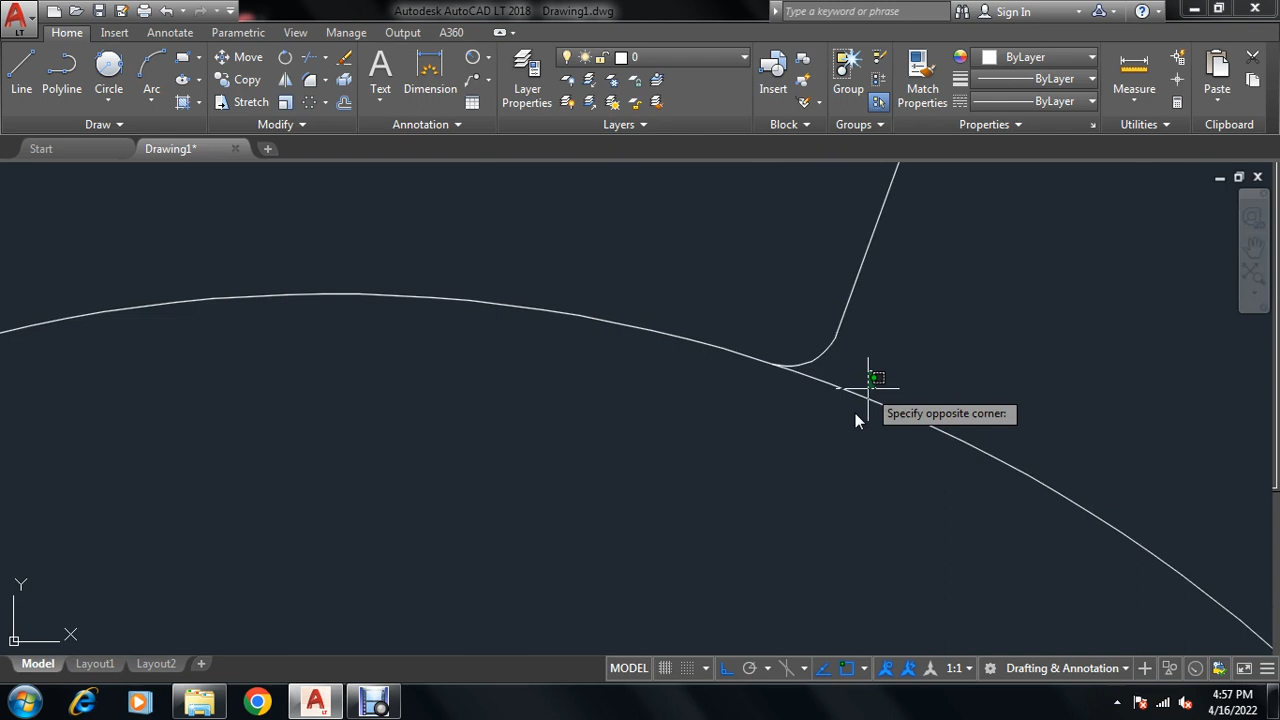 Autodesk AutoCAD LT 2018 Drawing1.dwg
Type a keyword or phrase
Sign In
LT
Home Insert Annotate Parametric View Manage Output A360
Line Polyline Circle Arc
Move
Copy
Stretch
Text Dimension
Layer
Properties
0
Insert
Group
Match
Properties
ByLayer
ByLayer
ByLayer
Measure
Paste
Draw Modify Annotation Layers Block Groups Properties Utilities Clipboard
Start Drawing1*
Specify opposite corner:
Y
X
Model Layout1 Layout2
MODEL 1:1 Drafting & Annotation
LT
4:57 PM
4/16/2022